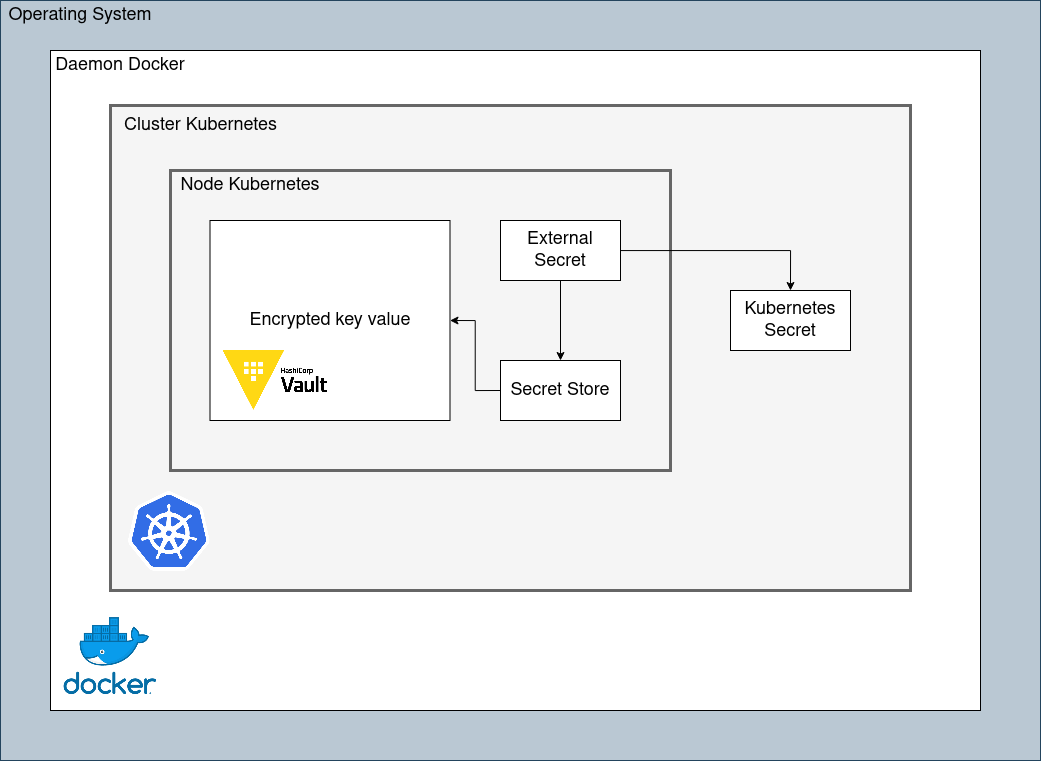 Operating System
Daemon Docker
Cluster Kubernetes
Node Kubernetes
External
Secret
Kubernetes
Secret
Encrypted key value
HashiCorp
Vault
Secret Store
docker